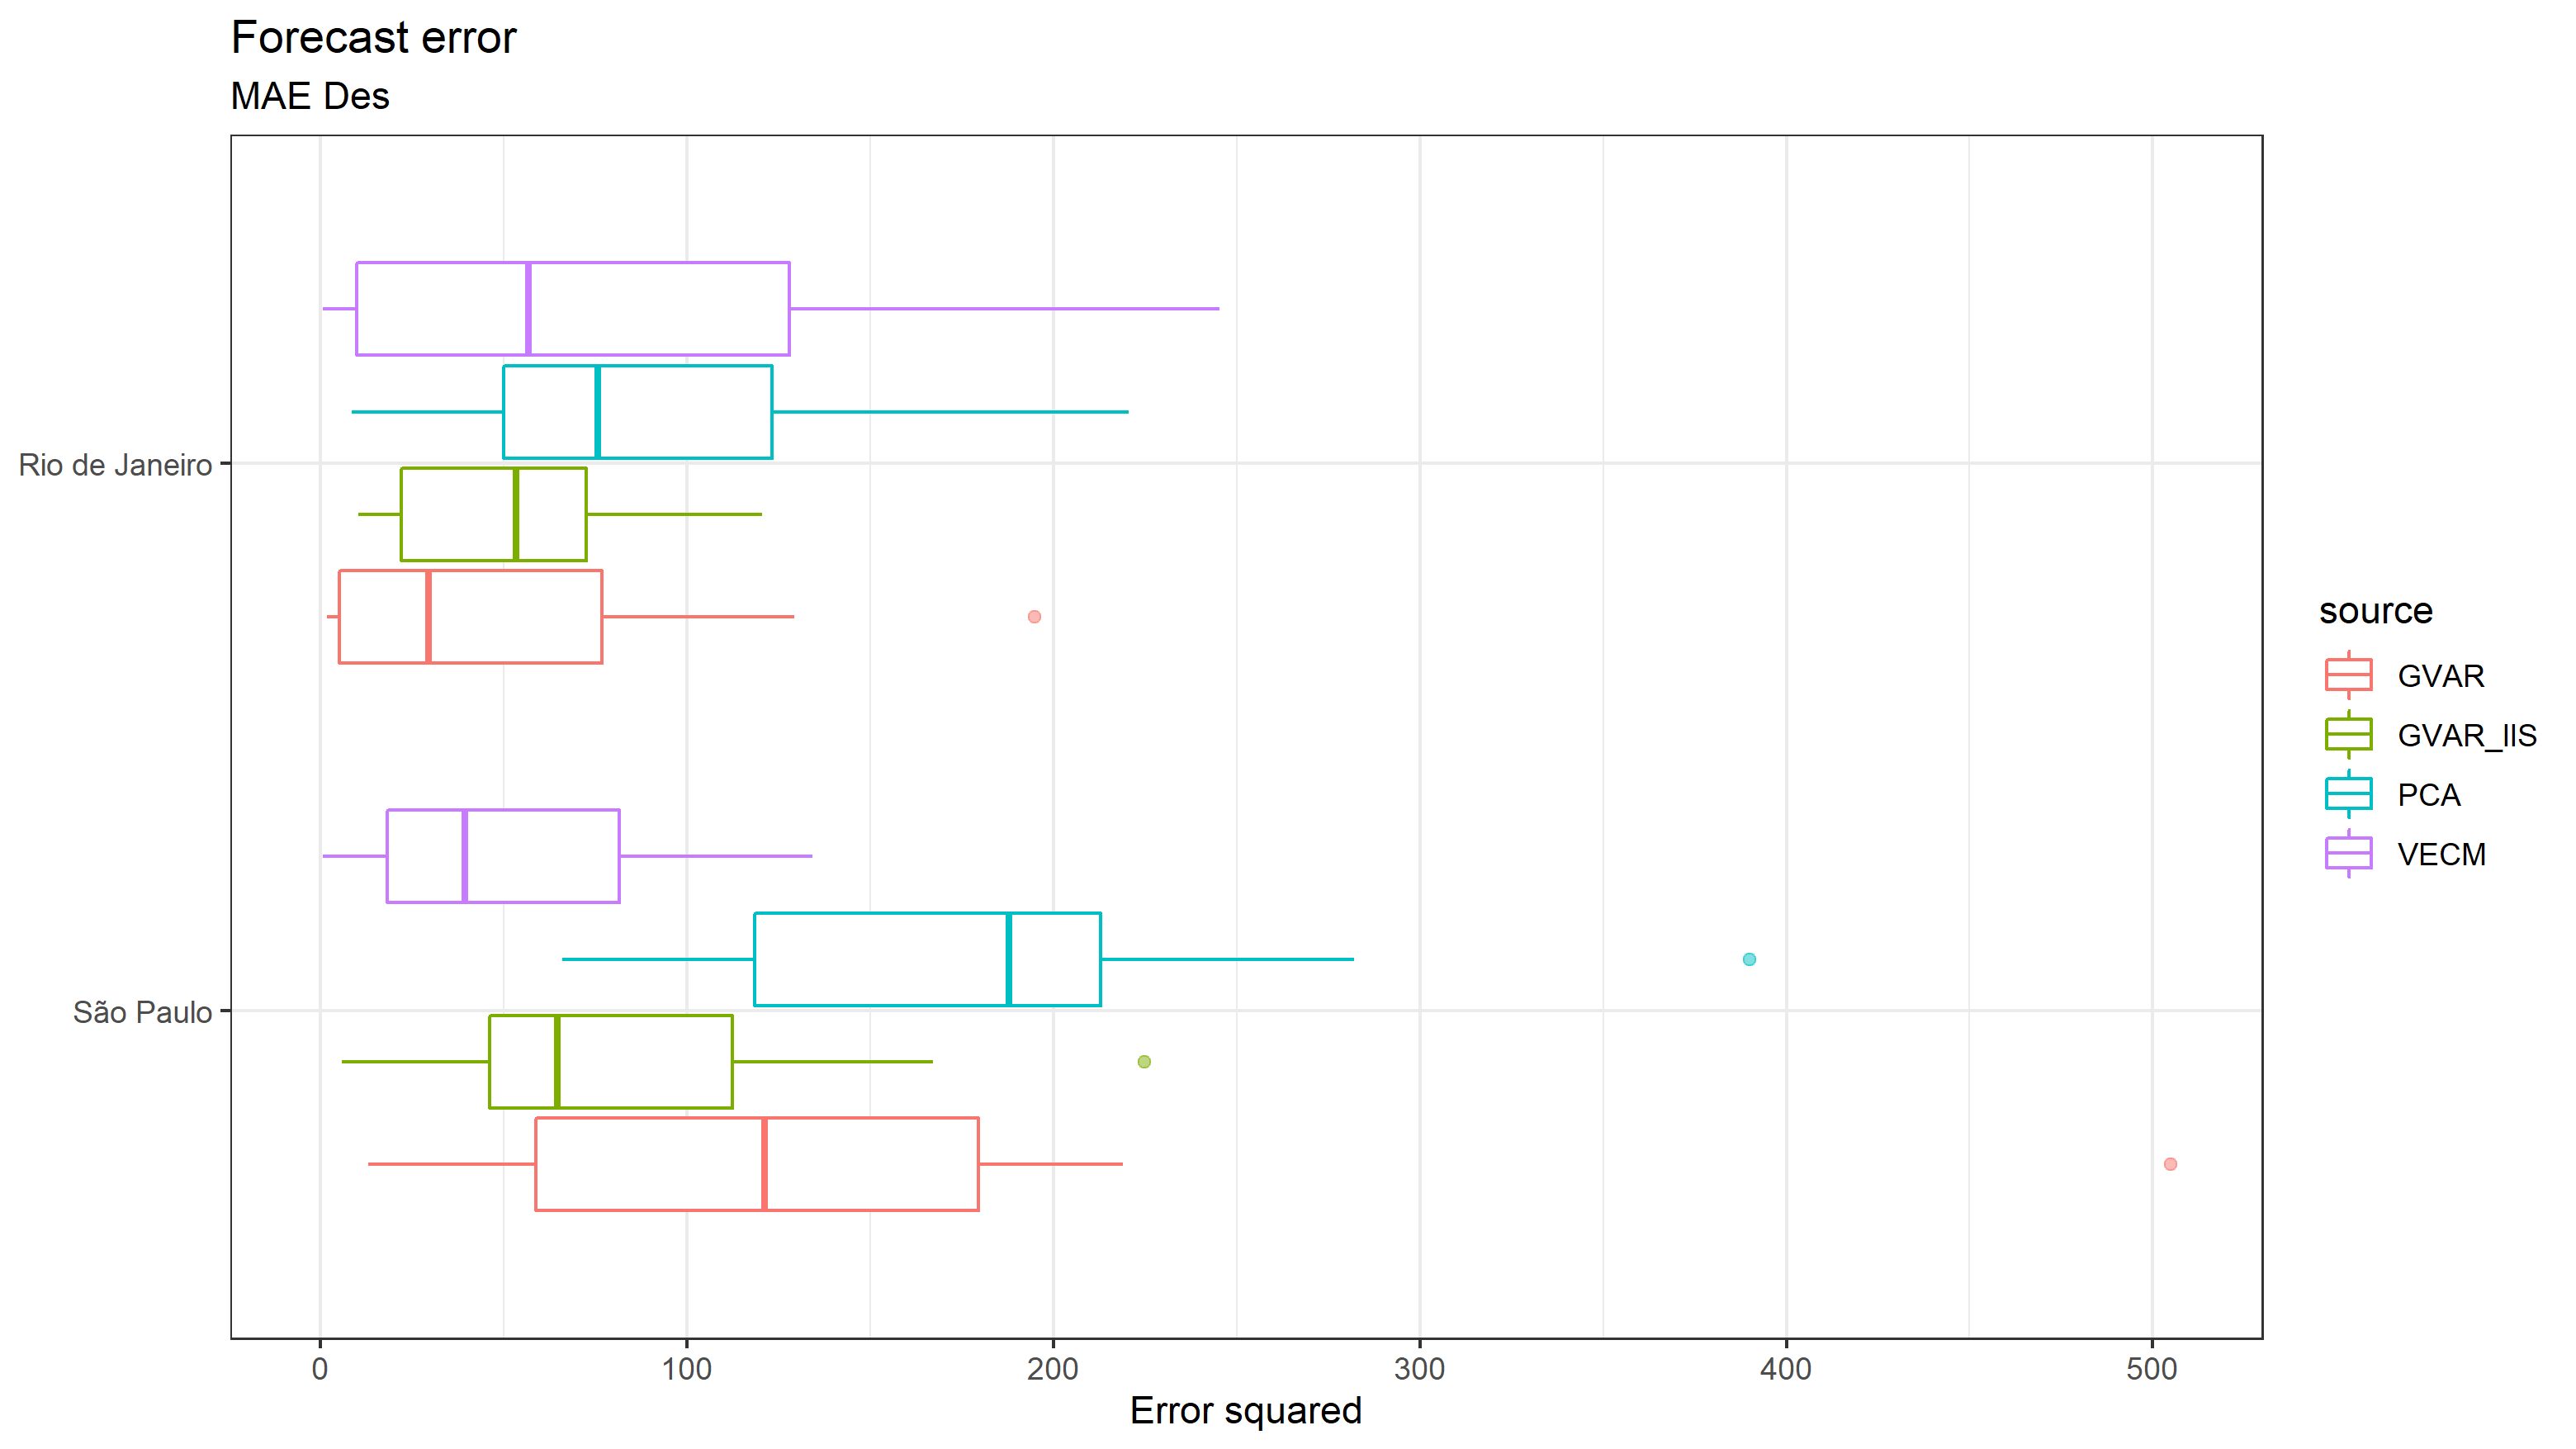 Forecast error
MAE Des
Rio de Janeiro
São Paulo
0 100 200 300 400 500
Error squared
source
GVAR
GVAR_IIS
PCA
VECM